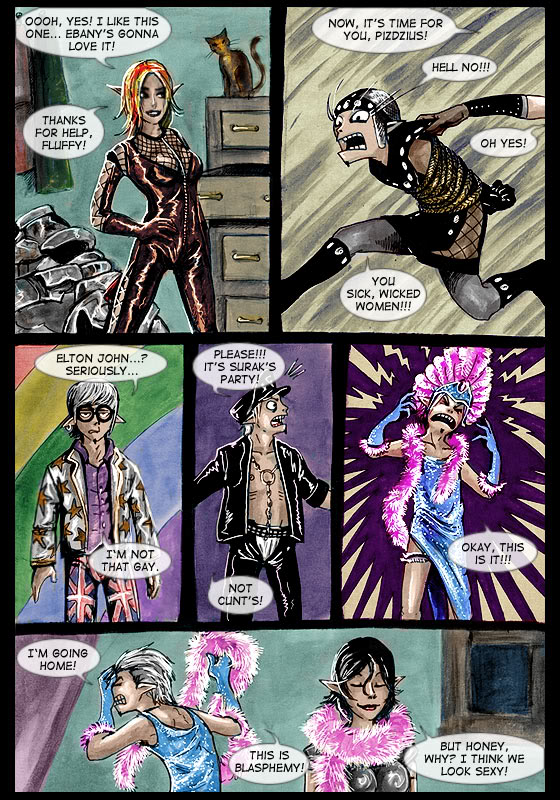 OOOH, YES! I LIKE THIS
ONE... EBANY'S GONNA
LOVE IT!
THANKS
FOR HELP,
FLUFFY!
NOW, IT'S TIME FOR
YOU, PIZDZIUS!
HELL NO!!!
OH YES!
YOU
SICK, WICKED
WOMEN!!!
ELTON JOHN...?
SERIOUSLY...
I'M NOT
THAT GAY.
PLEASE!!!
IT'S SURAK'S
PARTY!
NOT
CUNT'S!
OKAY, THIS
IS IT!!!
I'M GOING
HOME!
THIS IS
BLASPHEMY!
BUT HONEY,
WHY? I THINK WE
LOOK SEXY!